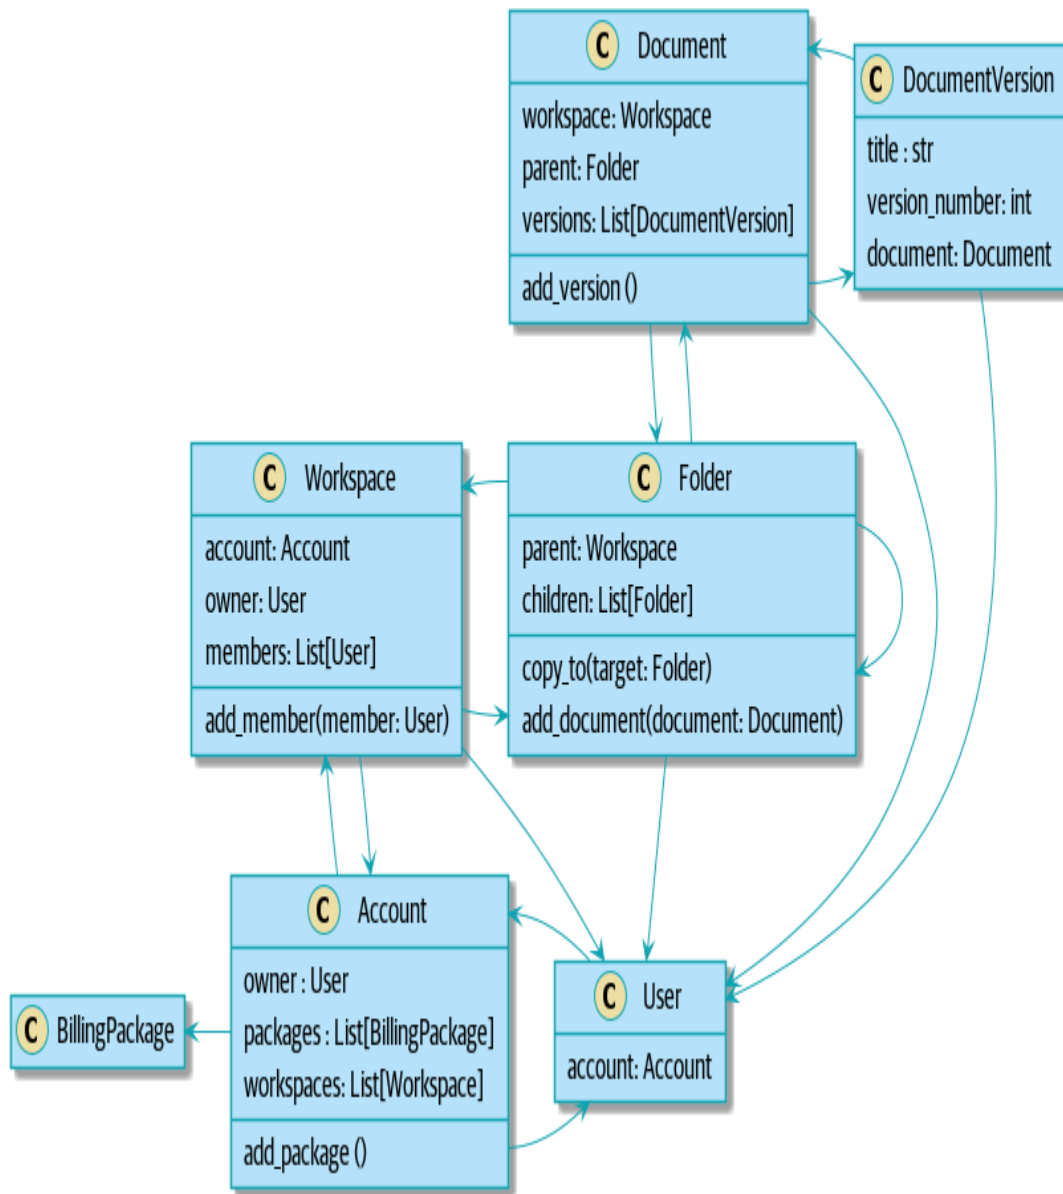 C Document
workspace: Workspace
parent: Folder
versions: List[DocumentVersion]
add_version ()
C DocumentVersion
title : str
version_number: int
document: Document
C Workspace
account: Account
owner: User
members: List[User]
add_member(member: User)
C Folder
parent: Workspace
children: List[Folder]
copy_to(target: Folder)
add_document(document: Document)
C Account
owner : User
packages : List[BillingPackage]
workspaces: List[Workspace]
add_package ()
C BillingPackage
C User
account: Account